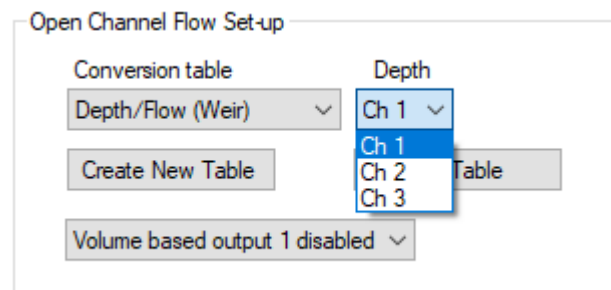 Open Channel Flow Set-up
Conversion table Depth
Depth/Flow (Weir) Ch 1
Ch 1
Create New Table Table
Ch 2
Ch 3
Volume based output 1 disabled